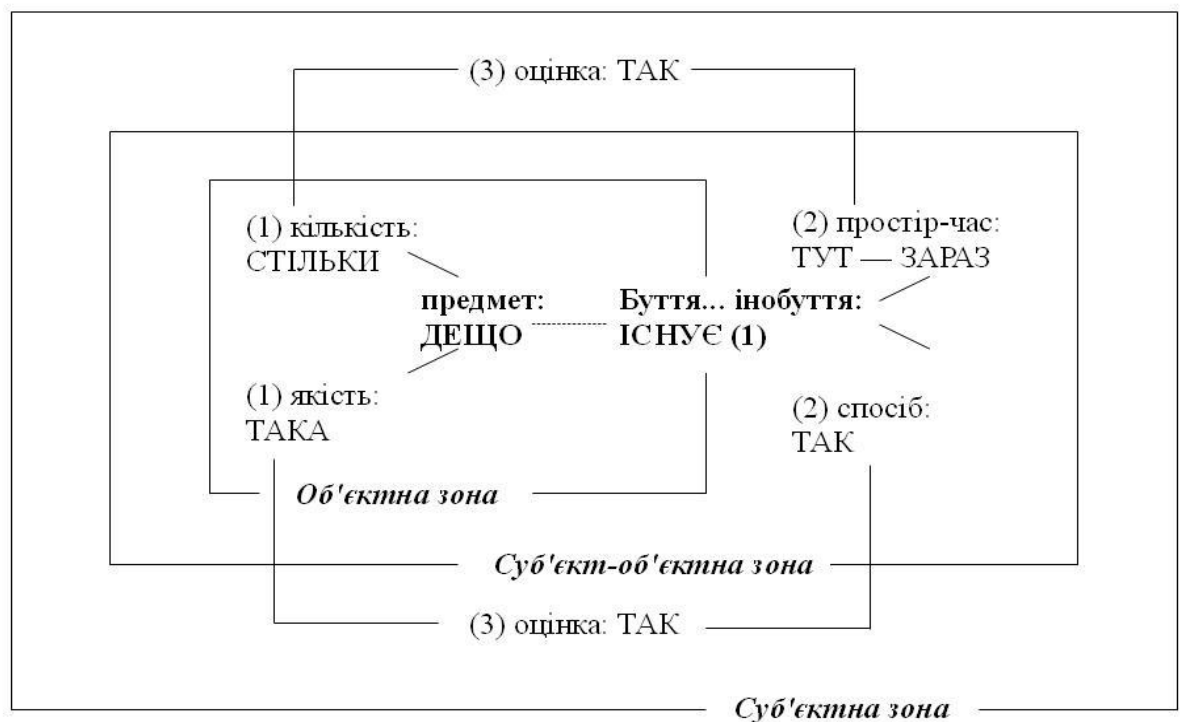 (3) оцінка: ТАК
(1) кількість:
СТІЛЬКИ
(2) простір-час:
ТУТ — ЗАРАЗ
предмет:
ДЕЩО
Буття... інобуття:
ІСНУЄ (1)
(1) якість:
ТАКА
(2) спосіб:
ТАК
Об'єктна зона
Суб'єкт-об'єктна зона
(3) оцінка: ТАК
Суб'єктна зона